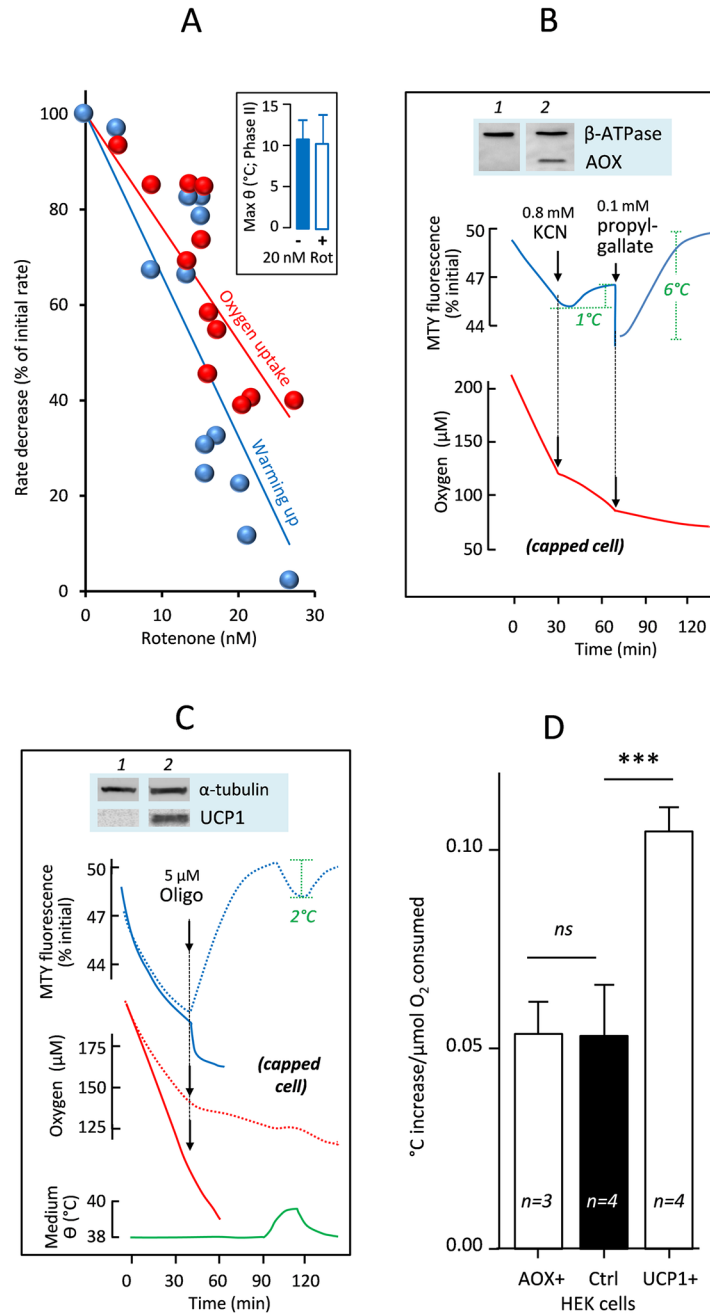 A
100
80
60
40
20
0
Rate decrease (% of initial rate)
0
10
20
30
Rotenone (nM)
Oxygen uptake
Warming up
15
10
5
0
Max θ (°C; Phase II)
- +
20 nM Rot
B
1 2
β-ATPase
AOX
50
47
44
MTY fluorescence
(% initial)
0.8 mM
KCN
0.1 mM
propyl-
gallate
1°C
6°C
200
150
100
50
Oxygen
(µM)
(capped cell)
0 30 60 90 120
Time (min)
C
1 2
α-tubulin
UCP1
50
47
44
MTY fluorescence
(% initial)
5 µM
Oligo
2°C
175
150
125
Oxygen (µM)
(capped cell)
40
38
Medium
Θ (°C)
0 30 60 90 120
Time (min)
D
***
ns
0.10
0.05
0.00
°C increase/µmol O₂ consumed
n=3 n=4 n=4
AOX+ Ctrl UCP1+
HEK cells